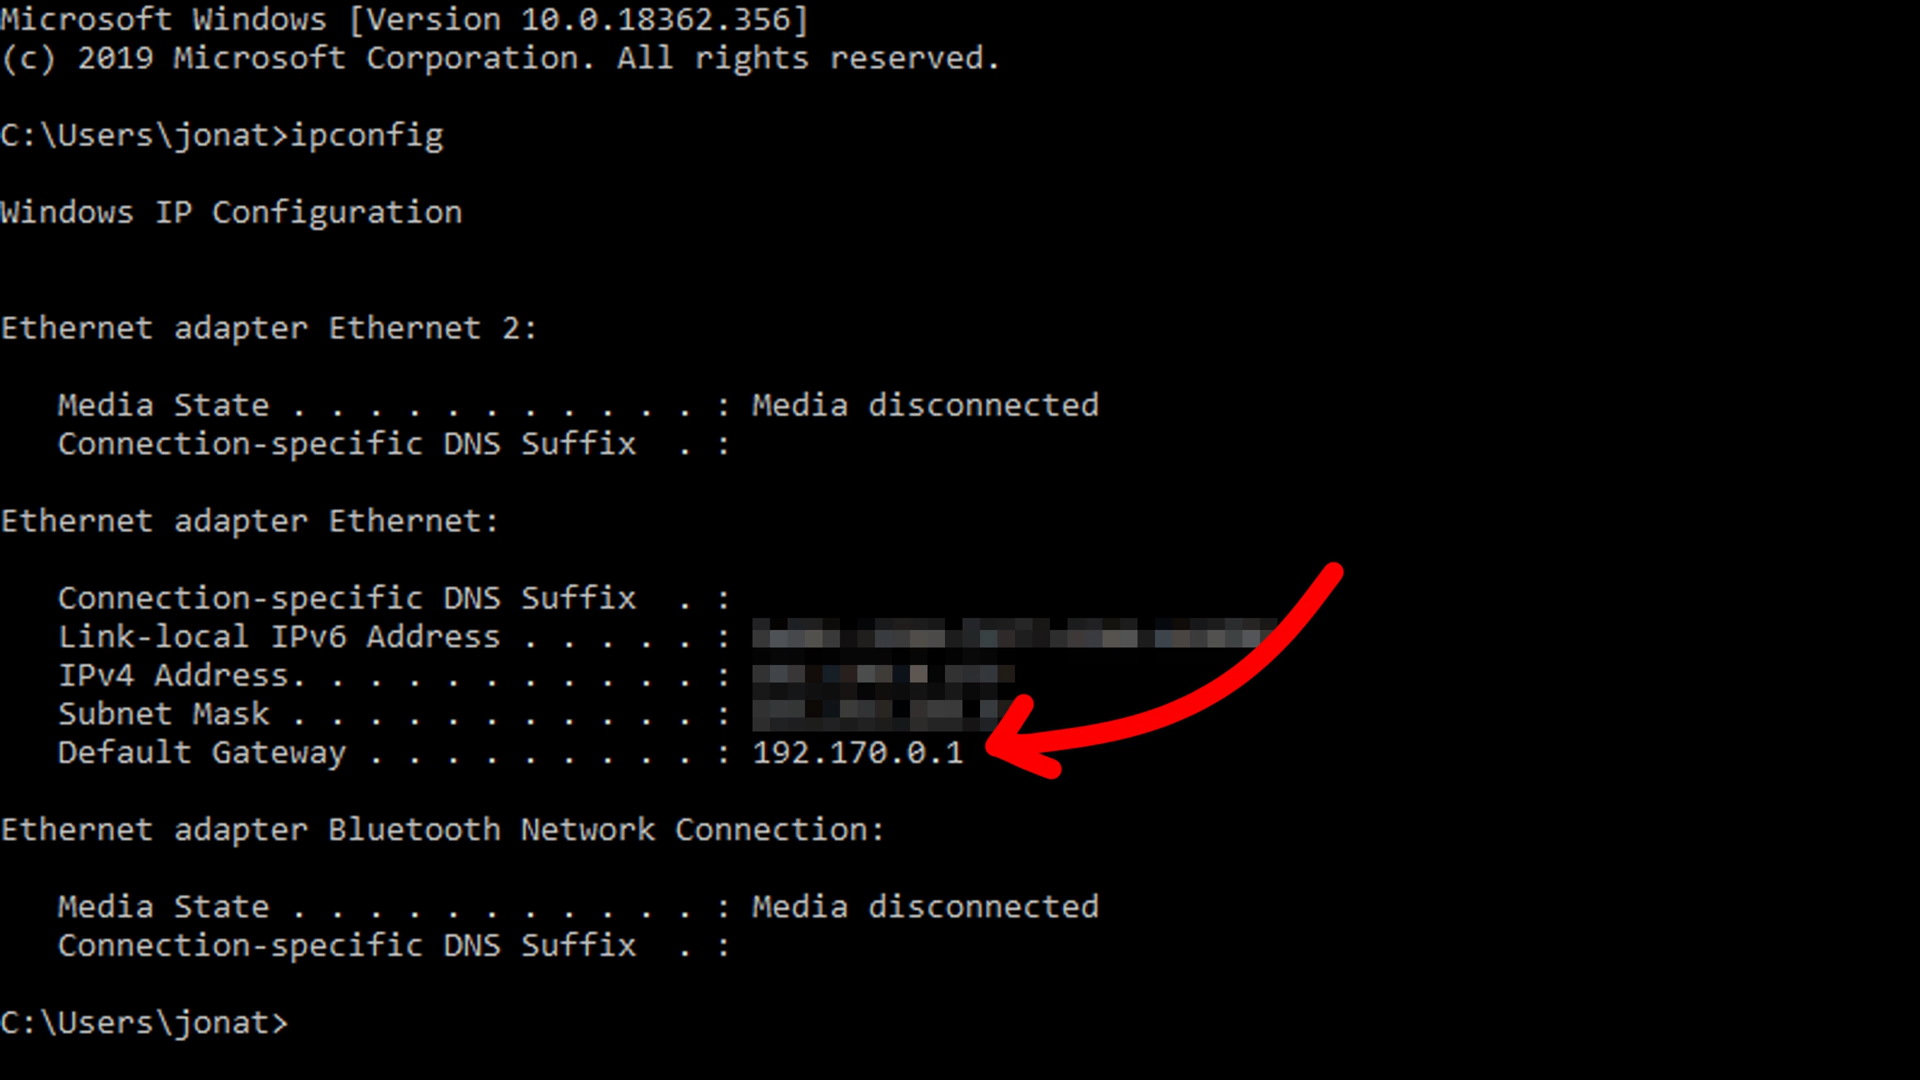 Microsoft Windows [Version 10.0.18362.356]
(c) 2019 Microsoft Corporation. All rights reserved.
C:\Users\jonat>ipconfig
Windows IP Configuration
Ethernet adapter Ethernet 2:
Media State . . . . . . . . . . . : Media disconnected
Connection-specific DNS Suffix  . :
Ethernet adapter Ethernet:
Connection-specific DNS Suffix  . :
Link-local IPv6 Address . . . . . :
IPv4 Address. . . . . . . . . . . :
Subnet Mask . . . . . . . . . . . :
Default Gateway . . . . . . . . . : 192.170.0.1
Ethernet adapter Bluetooth Network Connection:
Media State . . . . . . . . . . . : Media disconnected
Connection-specific DNS Suffix  . :
C:\Users\jonat>